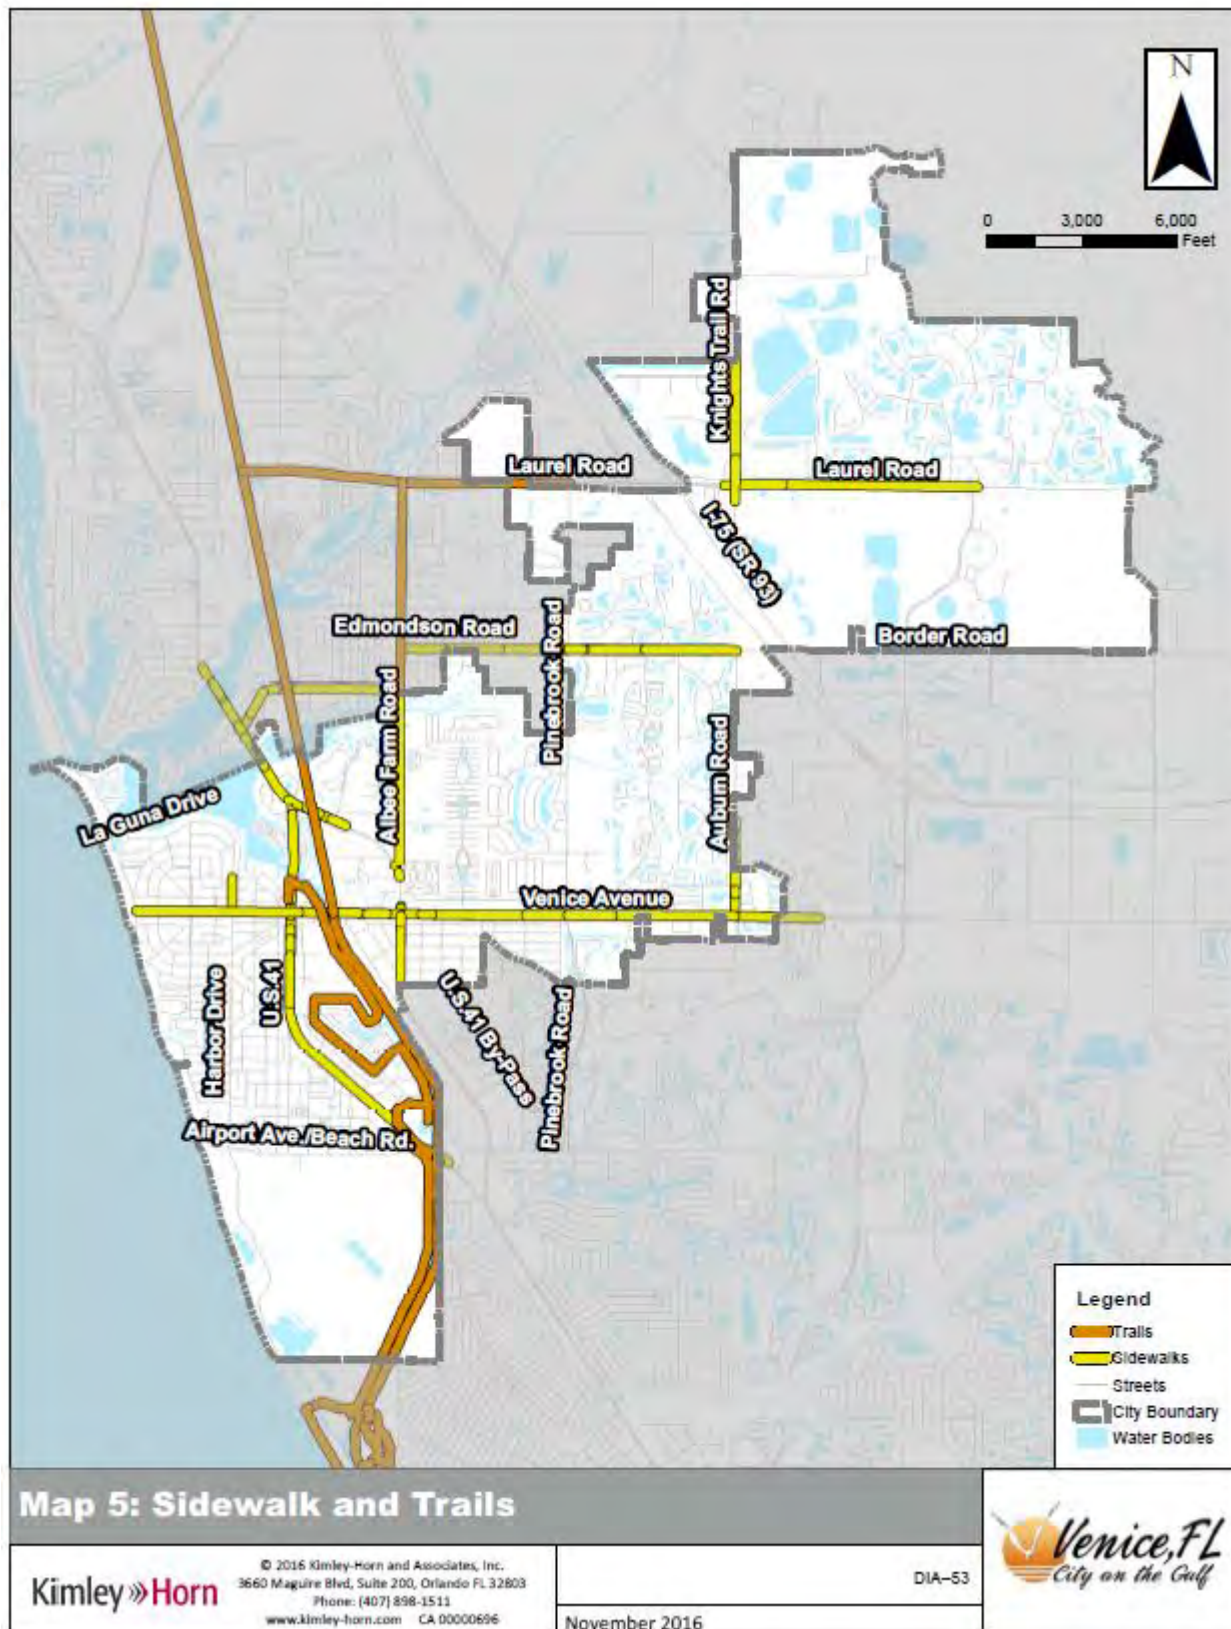 N
0 3,000 6,000
Feet
Knights Trail Rd
Laurel Road
Laurel Road
I-75 (SR 93)
Edmondson Road
Pinebrook Road
Border Road
Albee Farm Road
Auburn Road
La Guna Drive
Venice Avenue
Harbor Drive
U.S.41
U.S.41 By-Pass
Pinebrook Road
Airport Ave./Beach Rd.
Legend
Trails
Sidewalks
Streets
City Boundary
Water Bodies
Map 5: Sidewalk and Trails
Kimley»Horn
© 2016 Kimley-Horn and Associates, Inc.
3660 Maguire Blvd, Suite 200, Orlando FL 32803
Phone: (407) 898-1511
www.kimley-horn.com CA 00000696
DIA-53
November 2016
Venice, FL
City on the Gulf